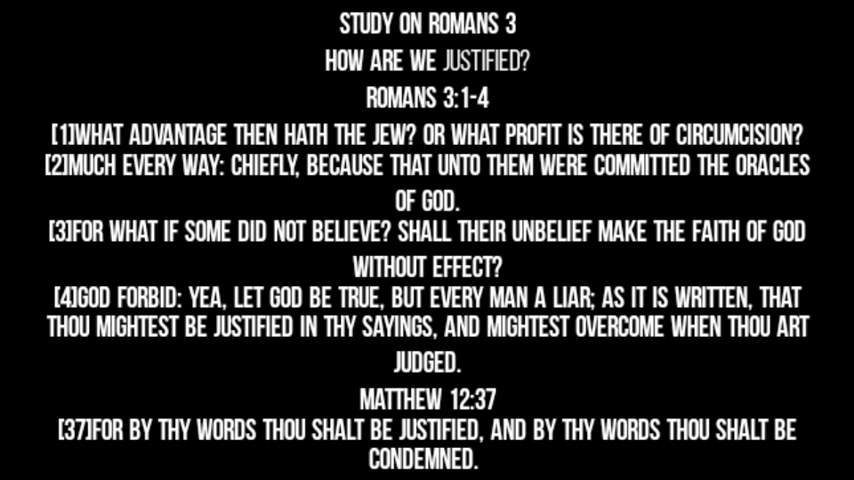 STUDY ON ROMANS 3
HOW ARE WE JUSTIFIED?
ROMANS 3:1-4
[1]WHAT ADVANTAGE THEN HATH THE JEW? OR WHAT PROFIT IS THERE OF CIRCUMCISION?
[2]MUCH EVERY WAY: CHIEFLY, BECAUSE THAT UNTO THEM WERE COMMITTED THE ORACLES
OF GOD.
[3]FOR WHAT IF SOME DID NOT BELIEVE? SHALL THEIR UNBELIEF MAKE THE FAITH OF GOD
WITHOUT EFFECT?
[4]GOD FORBID: YEA, LET GOD BE TRUE, BUT EVERY MAN A LIAR; AS IT IS WRITTEN, THAT
THOU MIGHTEST BE JUSTIFIED IN THY SAYINGS, AND MIGHTEST OVERCOME WHEN THOU ART
JUDGED.
MATTHEW 12:37
[37]FOR BY THY WORDS THOU SHALT BE JUSTIFIED, AND BY THY WORDS THOU SHALT BE
CONDEMNED.